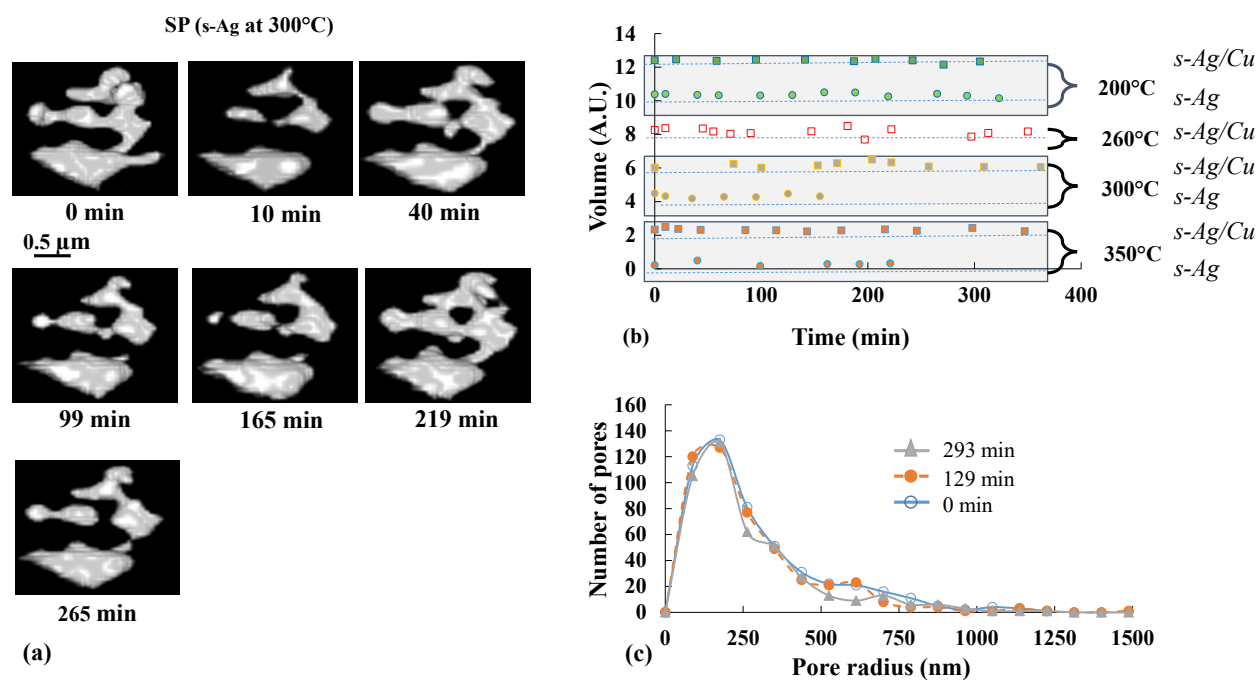 SP (s-Ag at 300°C)
0 min
10 min
40 min
0.5 µm
99 min
165 min
219 min
265 min
(a)
Volume (A.U.)
14
12
10
8
6
4
2
0
0
100
200
300
400
Time (min)
s-Ag/Cu
200°C
s-Ag
260°C
s-Ag/Cu
s-Ag/Cu
300°C
s-Ag
s-Ag/Cu
350°C
s-Ag
(b)
Number of pores
160
140
120
100
80
60
40
20
0
293 min
129 min
0 min
0
250
500
750
1000
1250
1500
Pore radius (nm)
(c)